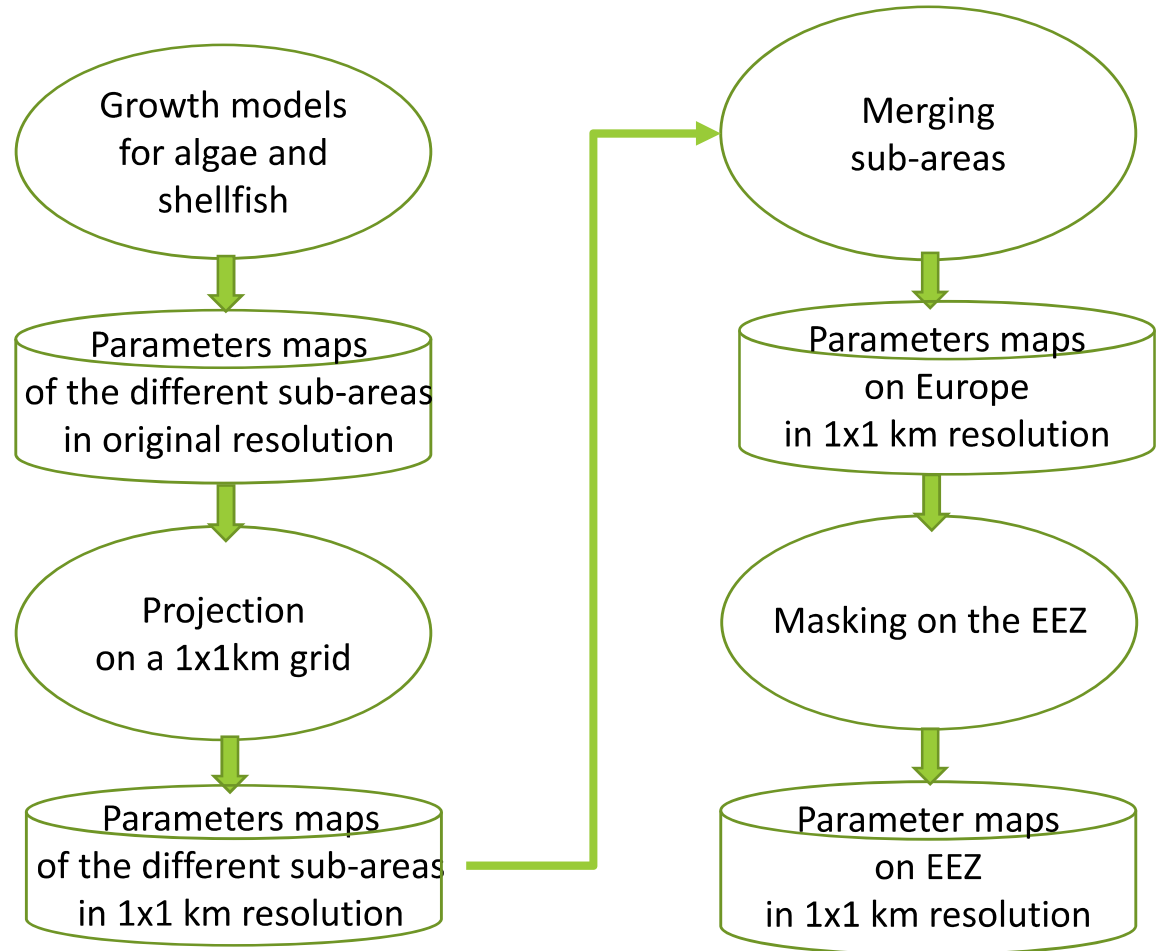 Growth models
for algae and
shellfish
Parameters maps
of the different sub-areas
in original resolution
Projection
on a 1x1km grid
Parameters maps
of the different sub-areas
in 1x1 km resolution
Merging
sub-areas
Parameters maps
on Europe
in 1x1 km resolution
Masking on the EEZ
Parameter maps
on EEZ
in 1x1 km resolution